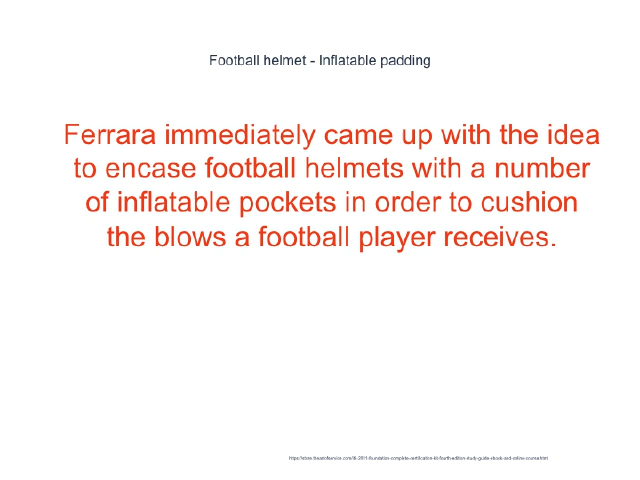 Football helmet - Inflatable padding
Ferrara immediately came up with the idea
to encase football helmets with a number
of inflatable pockets in order to cushion
the blows a football player receives.